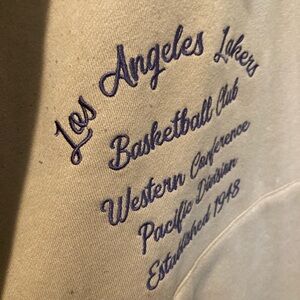 Los Angeles Lakers
Basketball Club
Western Conference
Pacific Division
Established 1948